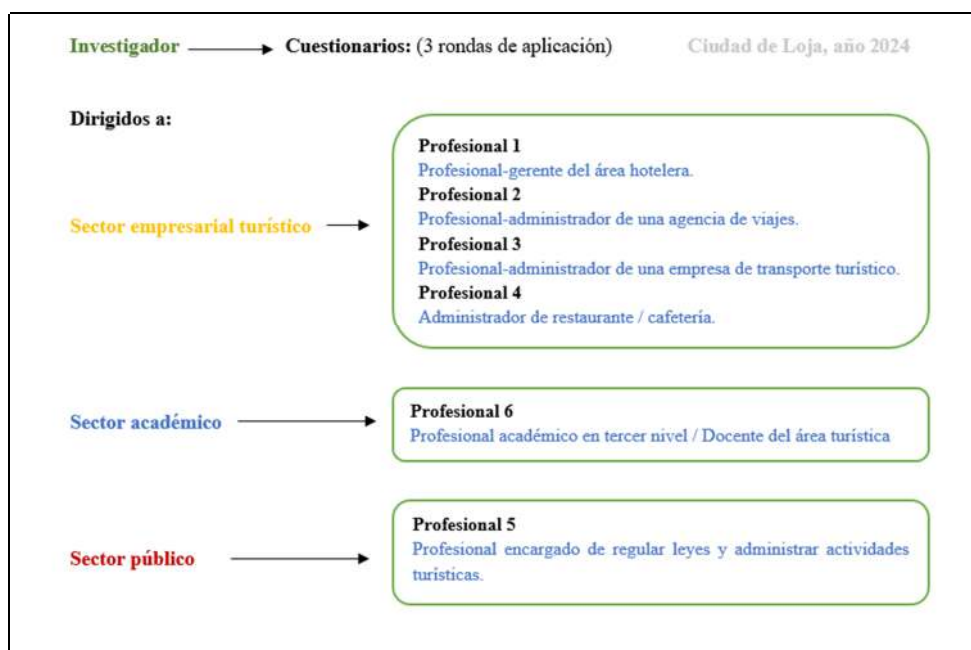 Investigador Cuestionarios: (3 rondas de aplicación) Ciudad de Loja, año 2024
Dirigidos a:
Profesional 1
Profesional-gerente del área hotelera.
Profesional 2
Sector empresarial turístico Profesional-administrador de una agencia de viajes.
Profesional 3
Profesional-administrador de una empresa de transporte turístico.
Profesional 4
Administrador de restaurante / cafetería.
Sector académico
Profesional 6
Profesional académico en tercer nivel / Docente del área turística
Sector público
Profesional 5
Profesional encargado de regular leyes y administrar actividades
turísticas.